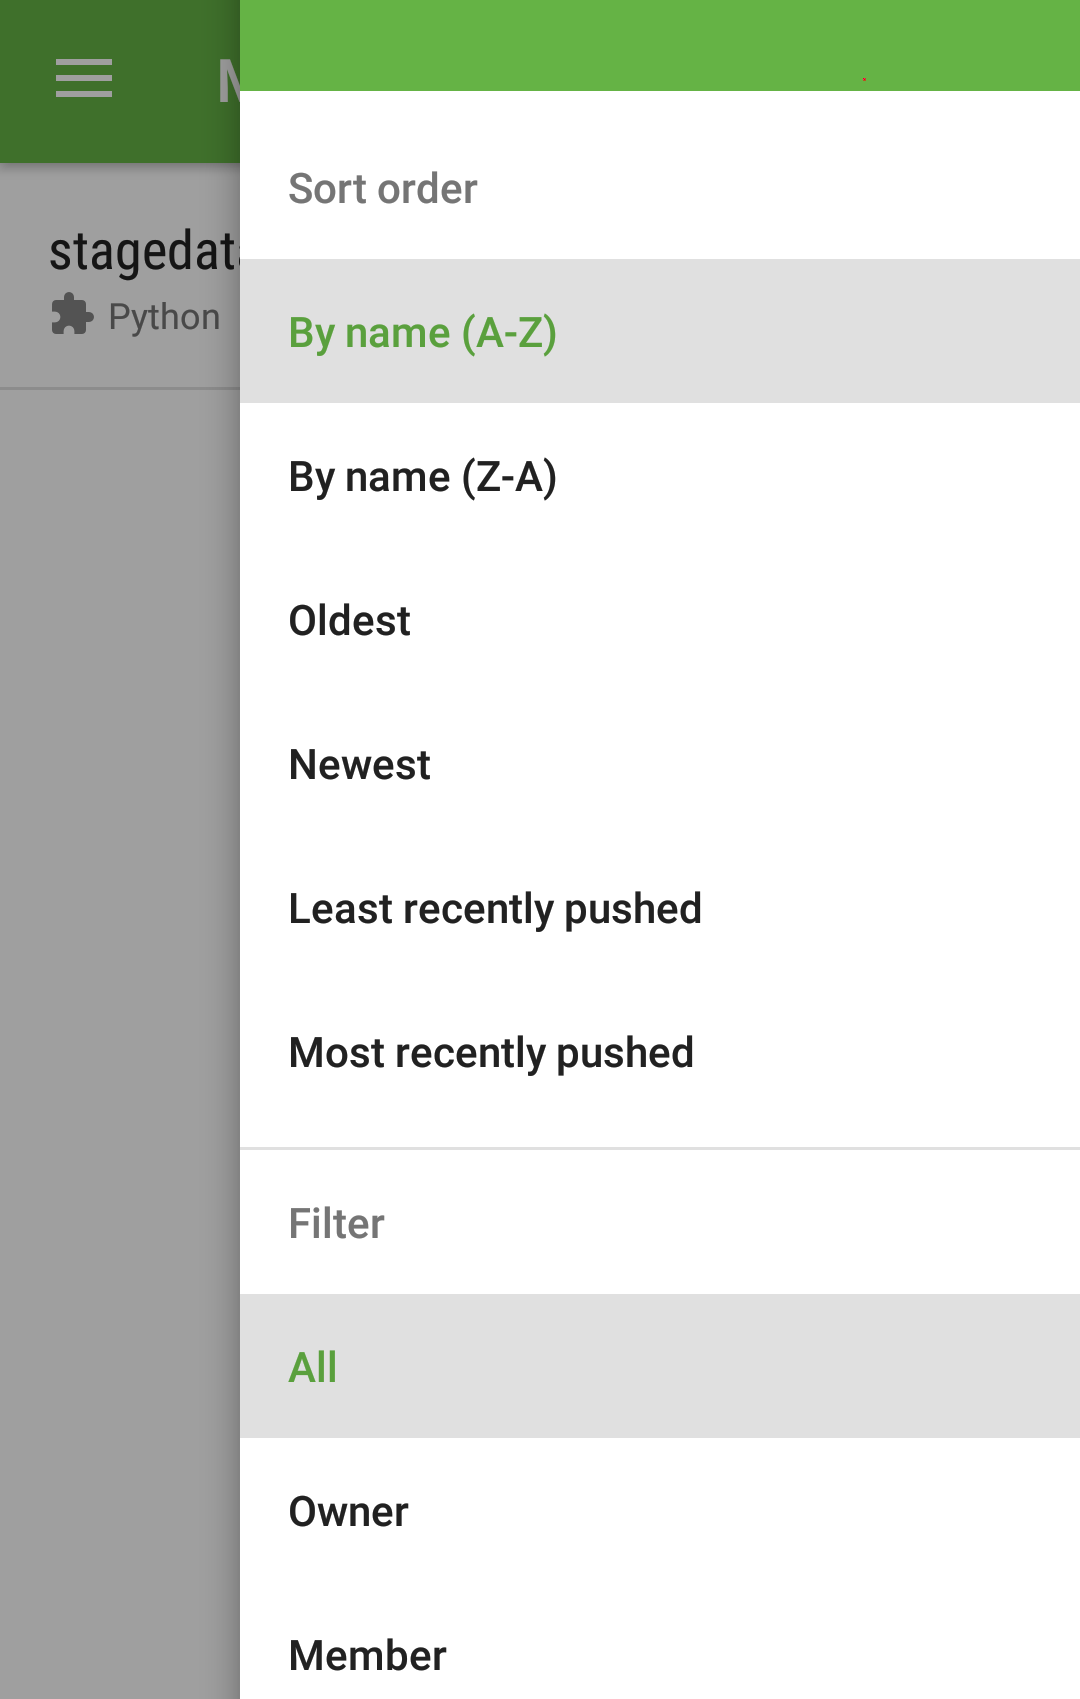 Sort order
stagedat
Python
By name (A-Z)
By name (Z-A)
Oldest
Newest
Least recently pushed
Most recently pushed
Filter
All
Owner
Member